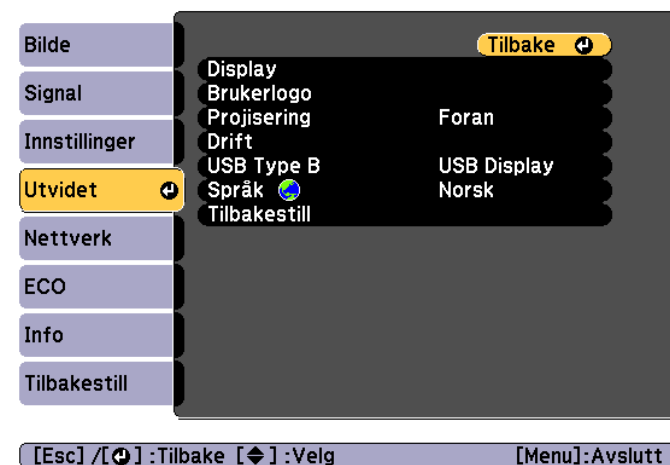 Bilde
Signal
Innstillinger
Utvidet
Nettverk
ECO
Info
Tilbakestill
Tilbake
Display
Brukerlogo
Projisering Foran
Drift
USB Type B USB Display
Språk Norsk
Tilbakestill
[Esc] /[ ] :Tilbake [ ] :Velg [Menu]:Avslutt